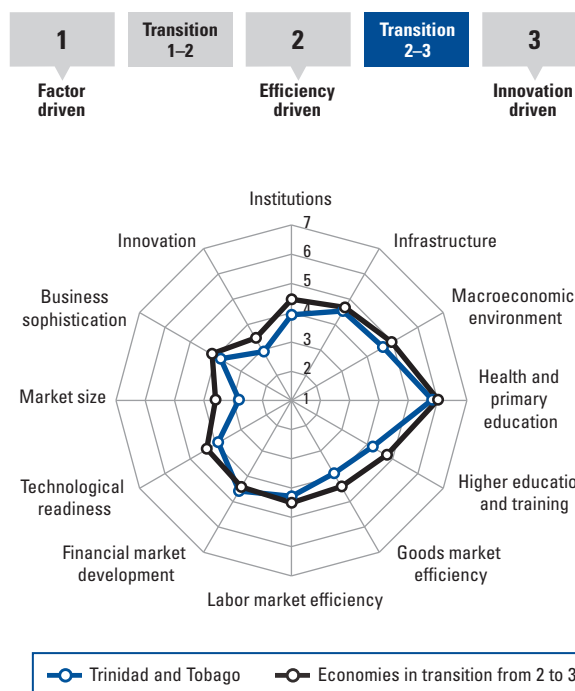 1
Transition
1–2
2
Transition
2–3
3
Factor
driven
Efficiency
driven
Innovation
driven
Institutions
7
6
5
4
3
2
1
Infrastructure
Macroeconomic
environment
Health and
primary
education
Higher educatio
and training
Goods market
efficiency
Labor market efficiency
Financial market
development
Technological
readiness
Market size
Business
sophistication
Innovation
Trinidad and Tobago
Economies in transition from 2 to 3